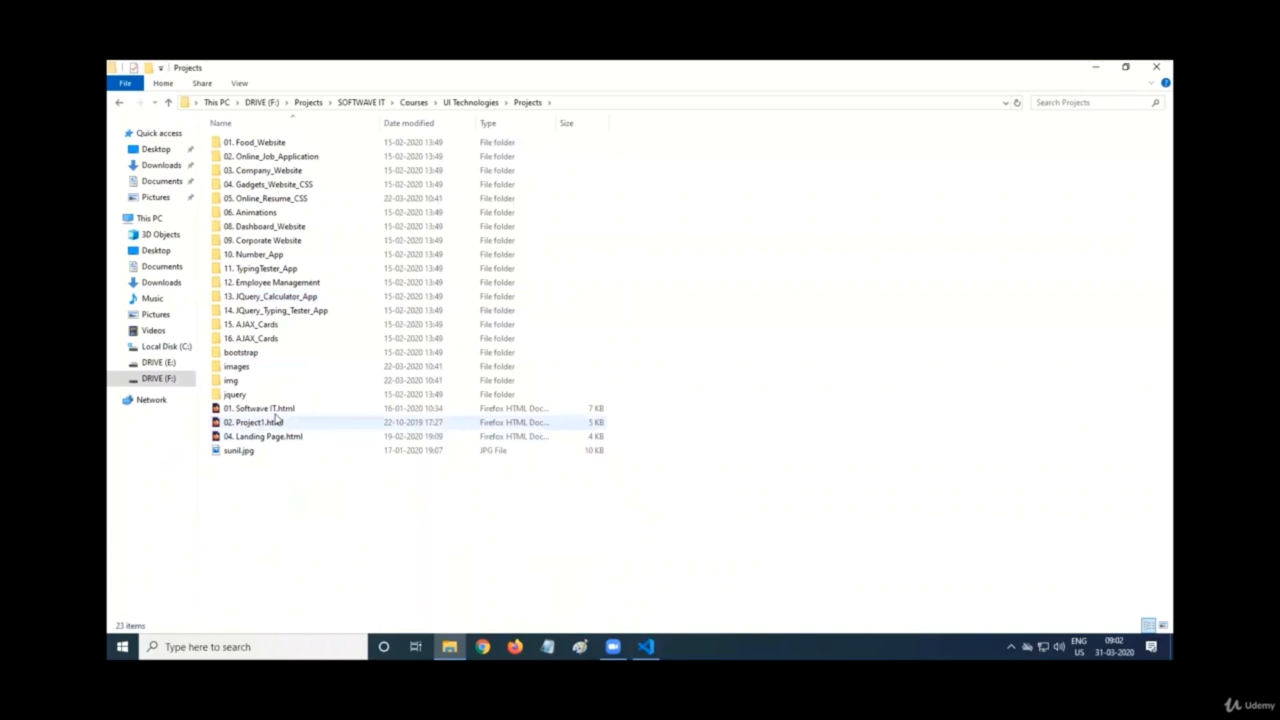 Projects
File Home Share View
This PC > DRIVE (F:) > Projects > SOFTWAVE IT > Courses > UI Technologies > Projects > Search Projects
Name Date modified Type Size
Quick access
Desktop
Downloads
Documents
Pictures
This PC
3D Objects
Desktop
Documents
Downloads
Music
Pictures
Videos
Local Disk (C:)
DRIVE (E:)
DRIVE (F:)
Network
01. Food_Website 15-02-2020 13:49 File folder
02. Online_Job_Application 15-02-2020 13:49 File folder
03. Company_Website 15-02-2020 13:49 File folder
04. Gadgets_Website_CSS 15-02-2020 13:49 File folder
05. Online_Resume_CSS 22-03-2020 10:41 File folder
06. Animations 15-02-2020 13:49 File folder
08. Dashboard_Website 15-02-2020 13:49 File folder
09. Corporate Website 15-02-2020 13:49 File folder
10. Number_App 15-02-2020 13:49 File folder
11. TypingTester_App 15-02-2020 13:49 File folder
12. Employee Management 15-02-2020 13:49 File folder
13. JQuery_Calculator_App 15-02-2020 13:49 File folder
14. JQuery_Typing_Tester_App 15-02-2020 13:49 File folder
15. AJAX_Cards 15-02-2020 13:49 File folder
16. AJAX_Cards 15-02-2020 13:49 File folder
bootstrap 15-02-2020 13:49 File folder
images 22-03-2020 10:41 File folder
img 22-03-2020 10:41 File folder
jquery 15-02-2020 13:49 File folder
01. Softwave IT.html 16-01-2020 10:34 Firefox HTML Doc... 7 KB
02. Project1.html 22-10-2019 17:27 Firefox HTML Doc... 5 KB
04. Landing Page.html 19-02-2020 19:09 Firefox HTML Doc... 4 KB
sunil.jpg 17-01-2020 19:07 JPG File 10 KB
23 items
Type here to search
ENG
US
09:02
31-03-2020
Udemy